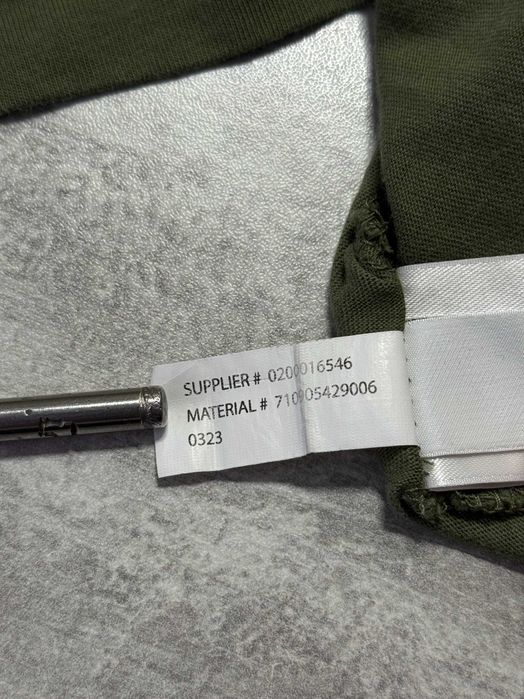 SUPPLIER # 0200016546
MATERIAL # 710905429006
0323